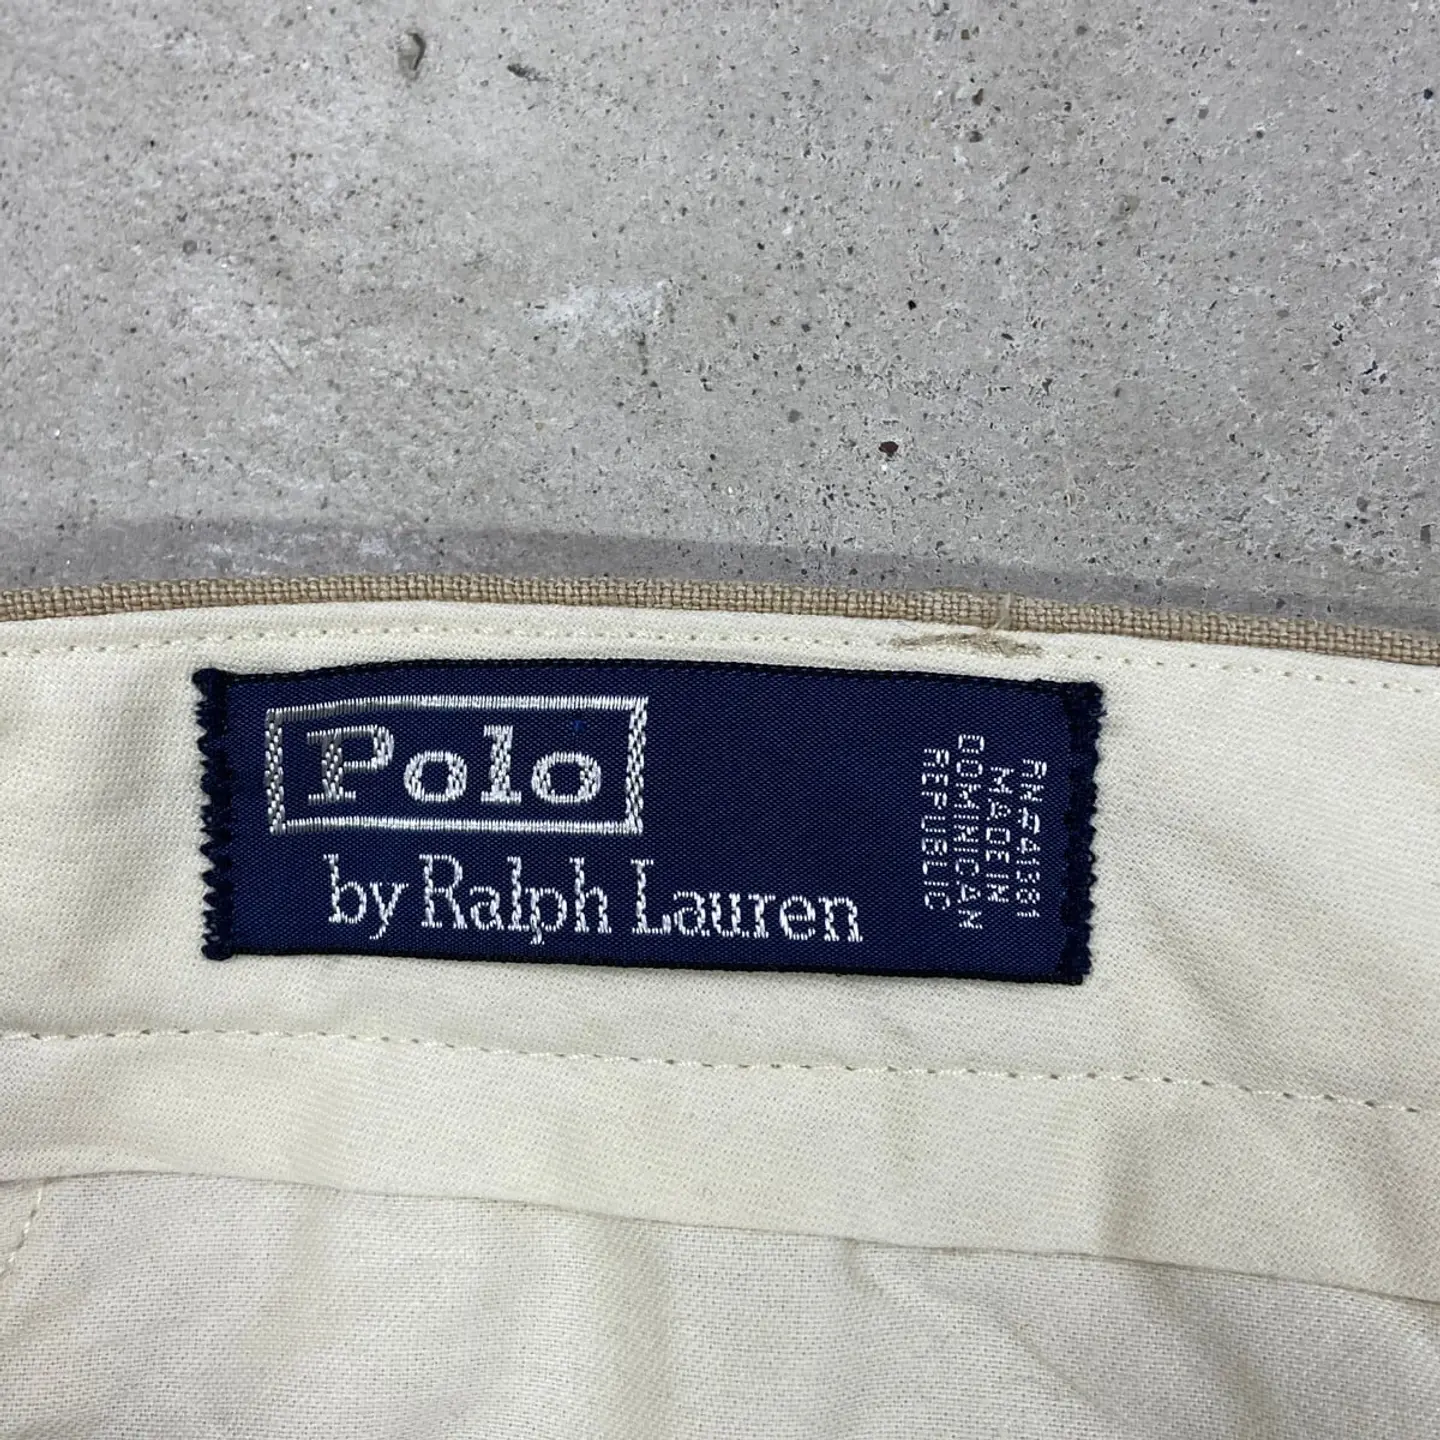 Polo
by Ralph Lauren
RN#41381
MADE IN
DOMINICAN
REPUBLIC